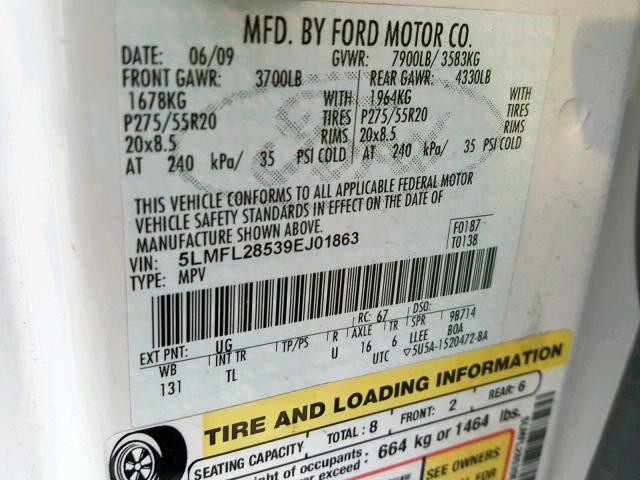 MFD. BY FORD MOTOR CO.
DATE: 06/09 GVWR: 7900LB/ 3583KG
FRONT GAWR: 3700LB REAR GAWR: 4330LB
1678KG WITH 1964KG WITH
P275/55R20 TIRES P275/55R20 TIRES
20x8.5 RIMS 20x8.5 RIMS
AT 240 kPa/ 35 PSI COLD AT 240 kPa/ 35 PSI COLD
THIS VEHICLE CONFORMS TO ALL APPLICABLE FEDERAL MOTOR
VEHICLE SAFETY STANDARDS IN EFFECT ON THE DATE OF
MANUFACTURE SHOWN ABOVE.
F0187
VIN: 5LMFL28539EJ01863
T0138
TYPE: MPV
EXT PNT: UG RC: 67 DSO: 9B714
WB INT TR TP/PS R AXLE TR SPR BOA
131 TL U 16 6 LLEE
UTC ▽5U5A-1520472-BA
TIRE AND LOADING INFORMATION
SEATING CAPACITY TOTAL: 8 FRONT: 2 REAR: 6
of occupants
exceed : 664 kg or 1464 lbs.
SEE OWNERS
FOR